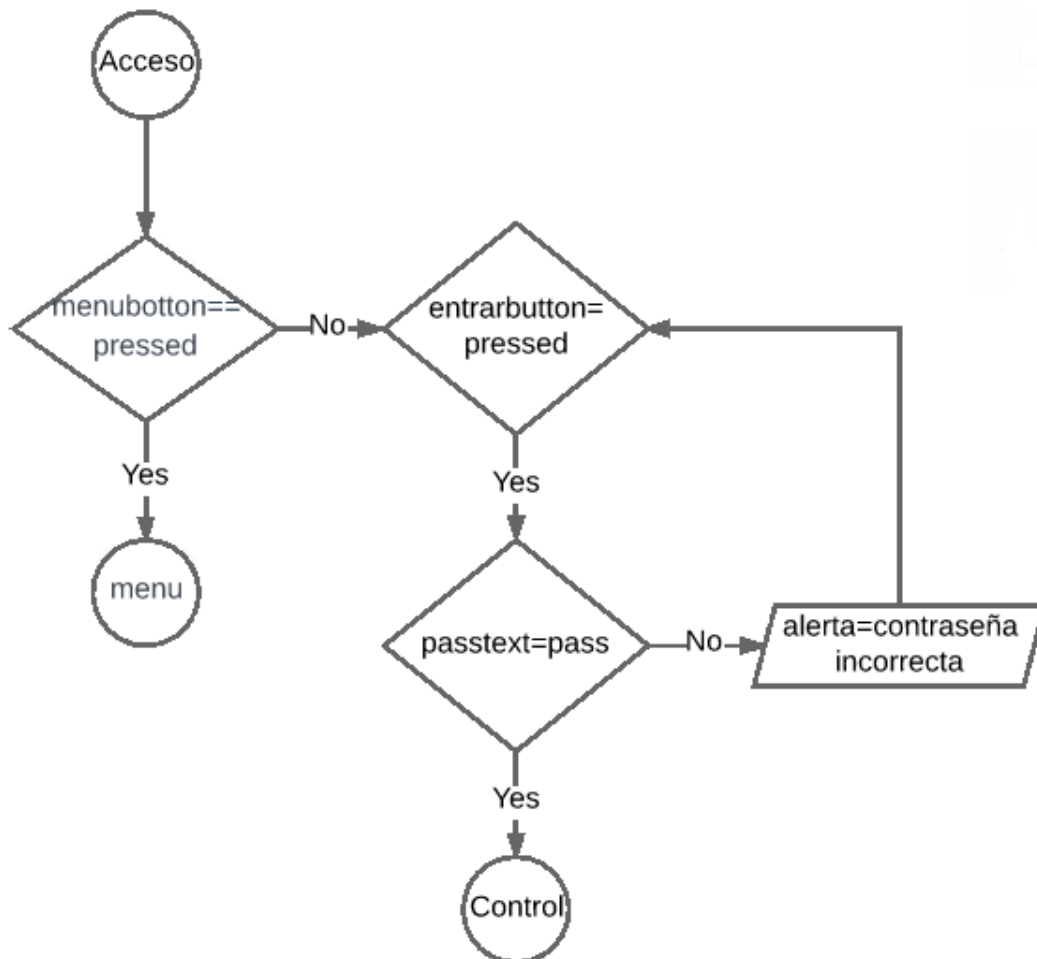 Acceso
menubotton==
pressed
No
entrarbutton=
pressed
Yes
menu
Yes
passtext=pass
No
alerta=contraseña
incorrecta
Yes
Control